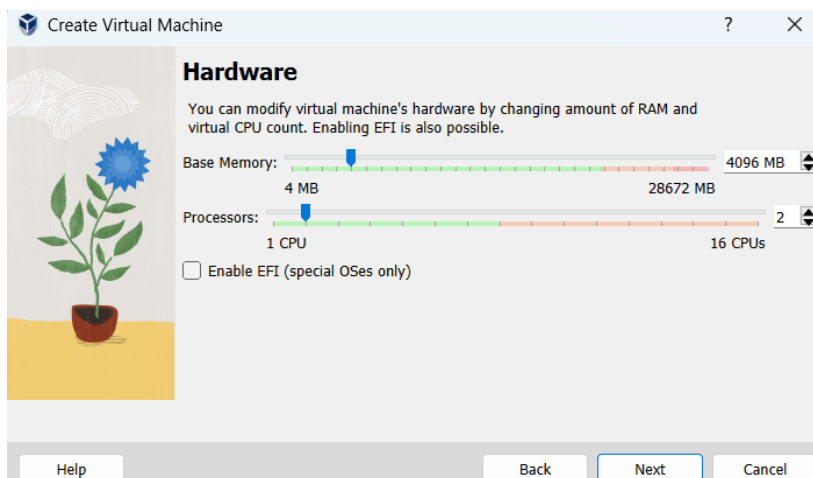 Create Virtual Machine
?
Hardware
You can modify virtual machine's hardware by changing amount of RAM and
virtual CPU count. Enabling EFI is also possible.
Base Memory:
4096 MB
4 MB
28672 MB
Processors:
2
1 CPU
16 CPUs
Enable EFI (special OSes only)
Help
Back
Next
Cancel